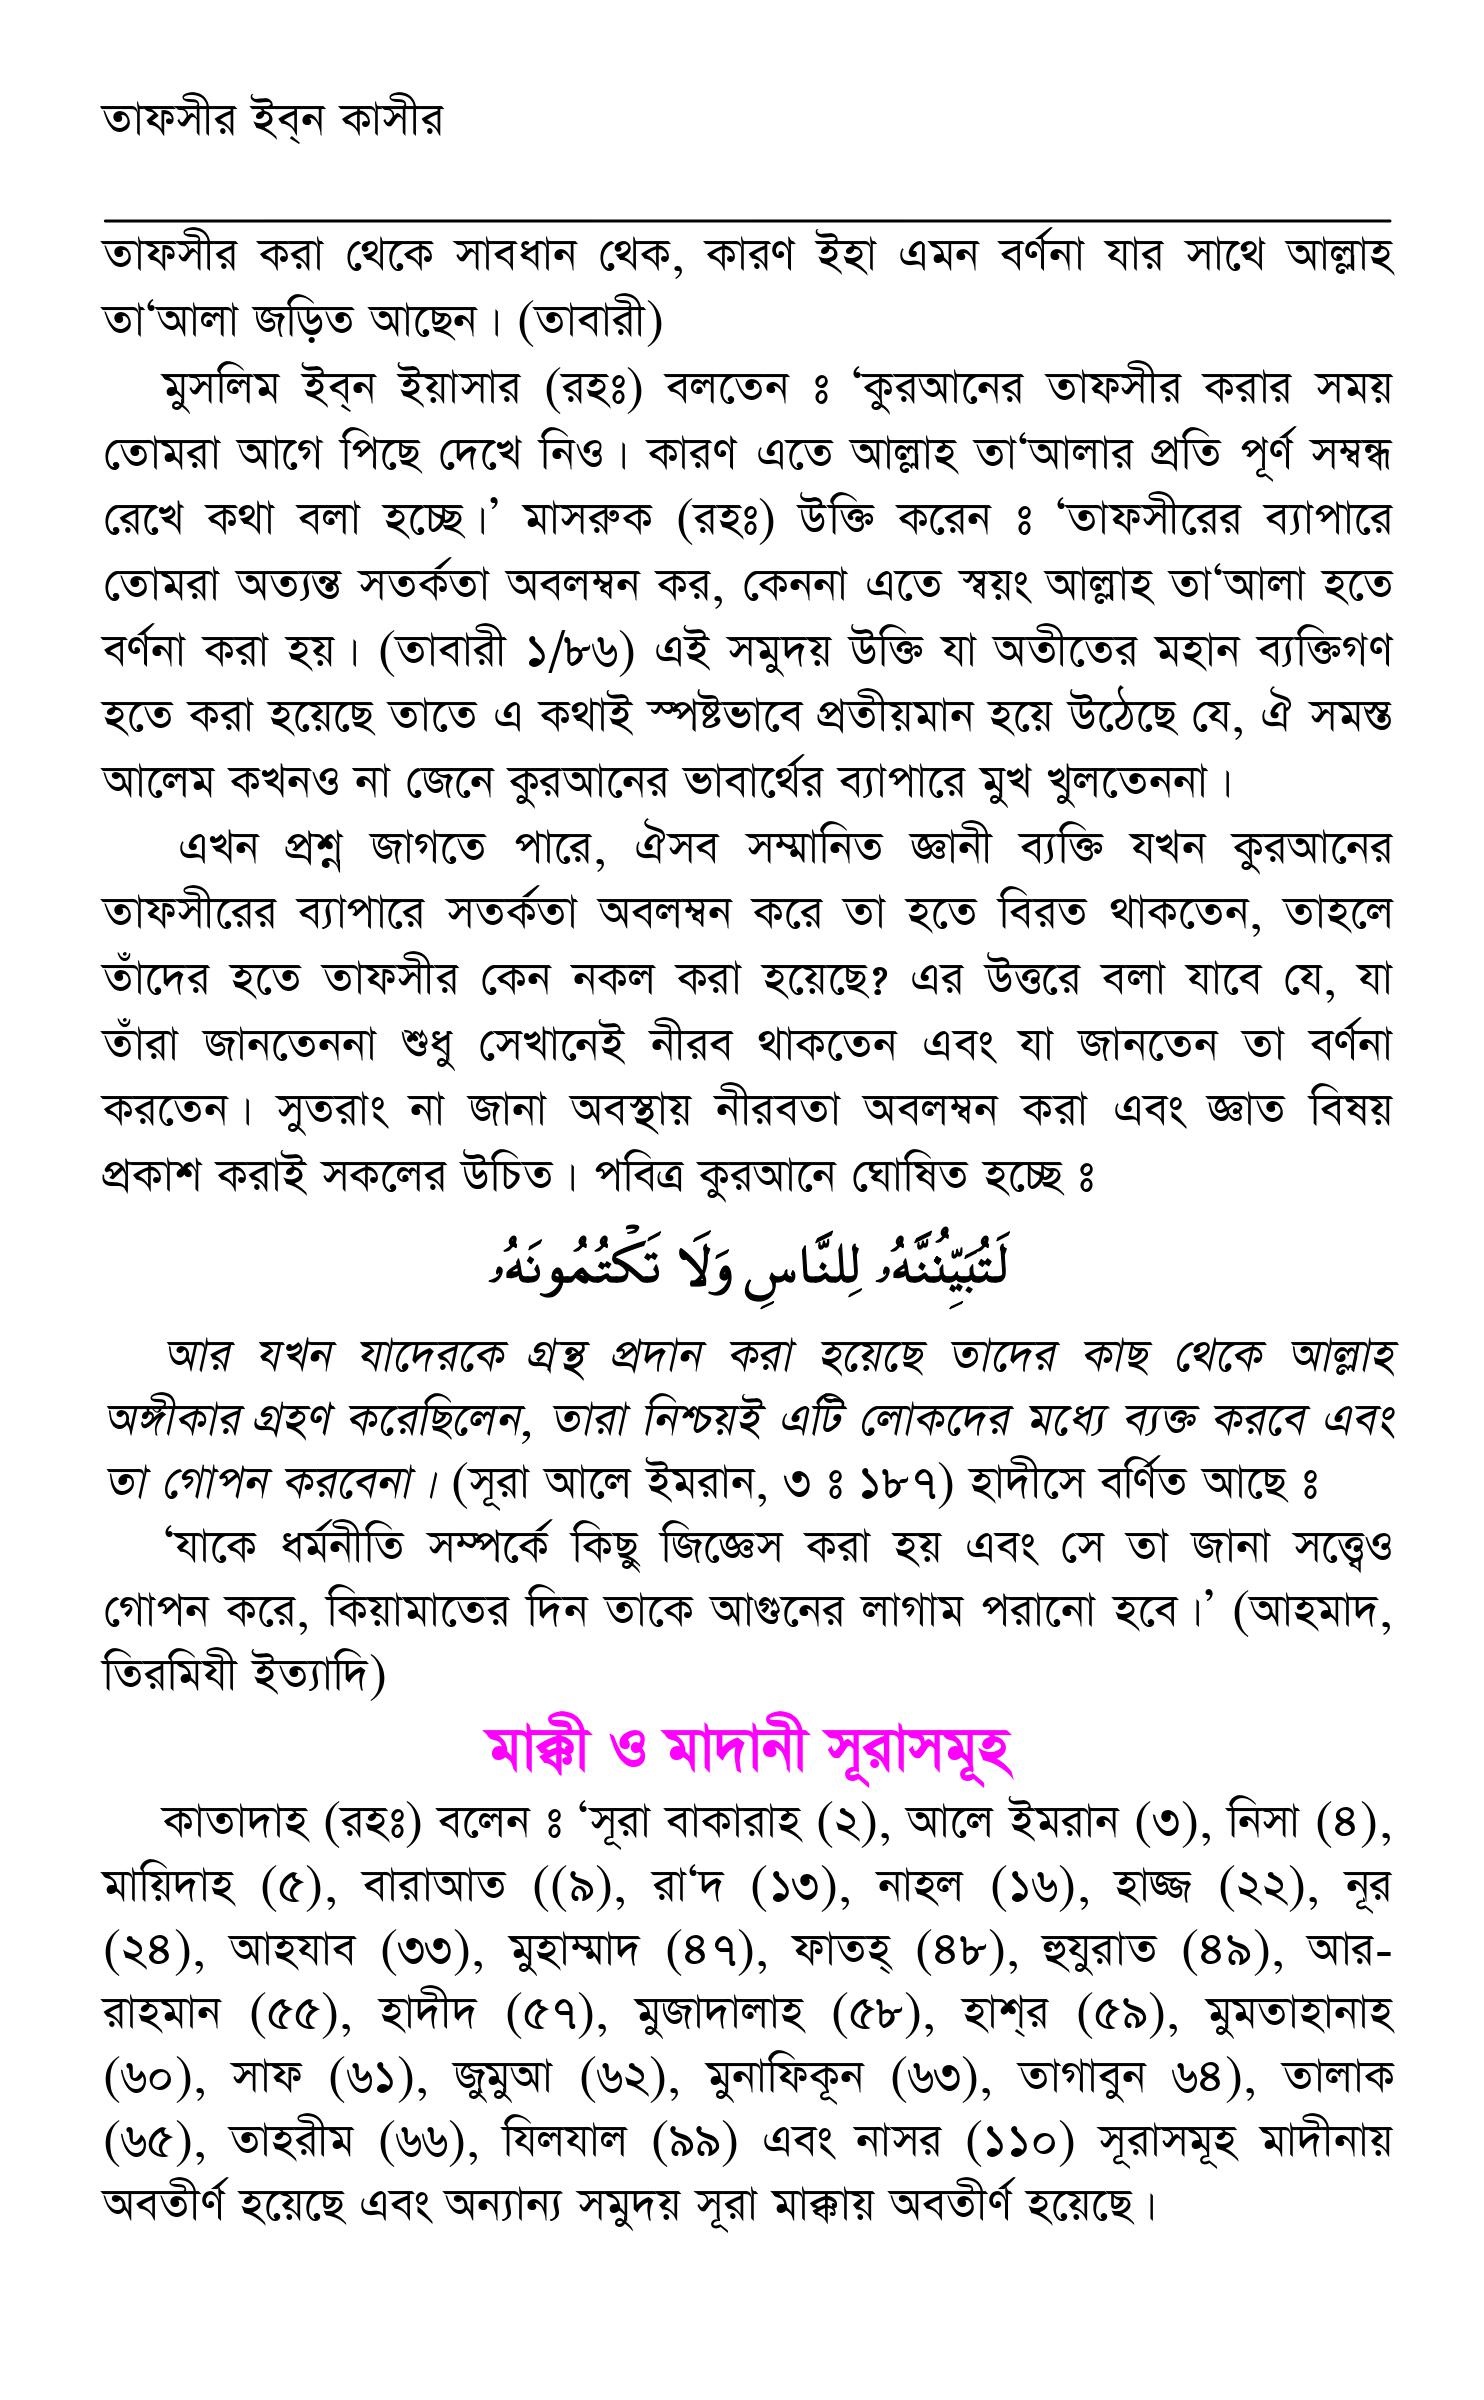 তাফসীর ইব্‌ন কাসীর
তাফসীর করা থেকে সাবধান থেক, কারণ ইহা এমন বর্ণনা যার সাথে আল্লাহ
তা‘আলা জড়িত আছেন। (তাবারী)
মুসলিম ইব্‌ন ইয়াসার (রহঃ) বলতেন ঃ ‘কুরআনের তাফসীর করার সময়
তোমরা আগে পিছে দেখে নিও। কারণ এতে আল্লাহ তা‘আলার প্রতি পূর্ণ সম্বন্ধ
রেখে কথা বলা হচ্ছে।’ মাসরুক (রহঃ) উক্তি করেন ঃ ‘তাফসীরের ব্যাপারে
তোমরা অত্যন্ত সতর্কতা অবলম্বন কর, কেননা এতে স্বয়ং আল্লাহ তা‘আলা হতে
বর্ণনা করা হয়। (তাবারী ১/৮৬) এই সমুদয় উক্তি যা অতীতের মহান ব্যক্তিগণ
হতে করা হয়েছে তাতে এ কথাই স্পষ্টভাবে প্রতীয়মান হয়ে উঠেছে যে, ঐ সমস্ত
আলেম কখনও না জেনে কুরআনের ভাবার্থের ব্যাপারে মুখ খুলতেননা।
এখন প্রশ্ন জাগতে পারে, ঐসব সম্মানিত জ্ঞানী ব্যক্তি যখন কুরআনের
তাফসীরের ব্যাপারে সতর্কতা অবলম্বন করে তা হতে বিরত থাকতেন, তাহলে
তাঁদের হতে তাফসীর কেন নকল করা হয়েছে? এর উত্তরে বলা যাবে যে, যা
তাঁরা জানতেননা শুধু সেখানেই নীরব থাকতেন এবং যা জানতেন তা বর্ণনা
করতেন। সুতরাং না জানা অবস্থায় নীরবতা অবলম্বন করা এবং জ্ঞাত বিষয়
প্রকাশ করাই সকলের উচিত। পবিত্র কুরআনে ঘোষিত হচ্ছে ঃ
لَتُبَيِّنُنَّهُۥ لِلنَّاسِ وَلَا تَكْتُمُونَهُۥ
আর যখন যাদেরকে গ্রন্থ প্রদান করা হয়েছে তাদের কাছ থেকে আল্লাহ
অঙ্গীকার গ্রহণ করেছিলেন, তারা নিশ্চয়ই এটি লোকদের মধ্যে ব্যক্ত করবে এবং
তা গোপন করবেনা। (সূরা আলে ইমরান, ৩ ঃ ১৮৭) হাদীসে বর্ণিত আছে ঃ
‘যাকে ধর্মনীতি সম্পর্কে কিছু জিজ্ঞেস করা হয় এবং সে তা জানা সত্ত্বেও
গোপন করে, কিয়ামাতের দিন তাকে আগুনের লাগাম পরানো হবে।’ (আহমাদ,
তিরমিযী ইত্যাদি)
মাক্কী ও মাদানী সূরাসমূহ
কাতাদাহ (রহঃ) বলেন ঃ ‘সূরা বাকারাহ (২), আলে ইমরান (৩), নিসা (৪),
মায়িদাহ (৫), বারাআত ((৯), রা‘দ (১৩), নাহল (১৬), হাজ্জ (২২), নূর
(২৪), আহযাব (৩৩), মুহাম্মাদ (৪৭), ফাতহ্ (৪৮), হুযুরাত (৪৯), আর-
রাহমান (৫৫), হাদীদ (৫৭), মুজাদালাহ (৫৮), হাশ্‌র (৫৯), মুমতাহানাহ
(৬০), সাফ (৬১), জুমুআ (৬২), মুনাফিকূন (৬৩), তাগাবুন ৬৪), তালাক
(৬৫), তাহরীম (৬৬), যিলযাল (৯৯) এবং নাসর (১১০) সূরাসমূহ মাদীনায়
অবতীর্ণ হয়েছে এবং অন্যান্য সমুদয় সূরা মাক্কায় অবতীর্ণ হয়েছে।